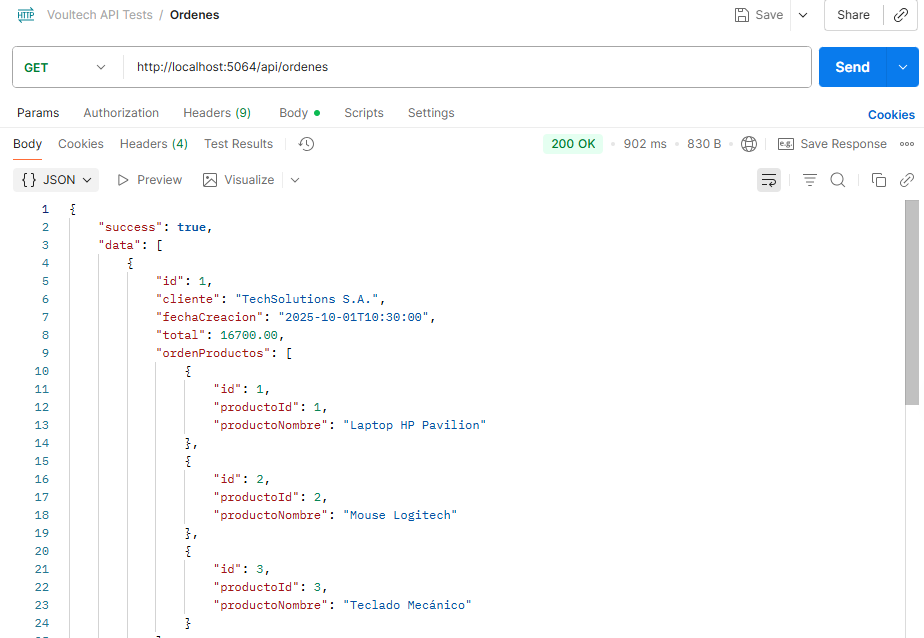 HTTP Voultech API Tests / Ordenes Save Share
GET http://localhost:5064/api/ordenes Send
Params Authorization Headers (9) Body Scripts Settings Cookies
Body Cookies Headers (4) Test Results 200 OK 902 ms 830 B e.g. Save Response
{} JSON Preview Visualize
1 {
2 "success": true,
3 "data": [
4 {
5 "id": 1,
6 "cliente": "TechSolutions S.A.",
7 "fechaCreacion": "2025-10-01T10:30:00",
8 "total": 16700.00,
9 "ordenProductos": [
10 {
11 "id": 1,
12 "productoId": 1,
13 "productoNombre": "Laptop HP Pavilion"
14 },
15 {
16 "id": 2,
17 "productoId": 2,
18 "productoNombre": "Mouse Logitech"
19 },
20 {
21 "id": 3,
22 "productoId": 3,
23 "productoNombre": "Teclado Mecánico"
24 }